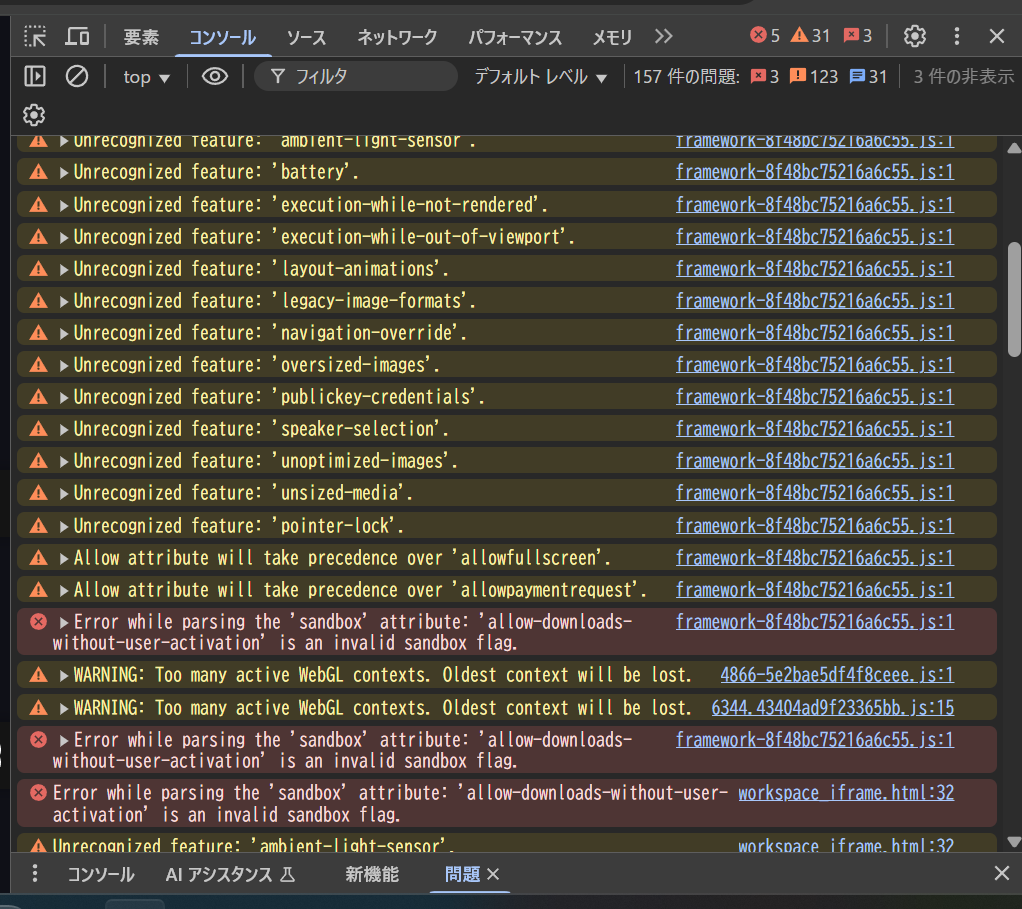 要素 コンソール ソース ネットワーク パフォーマンス メモリ 5 31 3
top フィルタ デフォルト レベル 157 件の問題: 3 123 31 3 件の非表示
Unrecognized feature: 'ambient-light-sensor'. framework-8f48bc75216a6c55.js:1
Unrecognized feature: 'battery'. framework-8f48bc75216a6c55.js:1
Unrecognized feature: 'execution-while-not-rendered'. framework-8f48bc75216a6c55.js:1
Unrecognized feature: 'execution-while-out-of-viewport'. framework-8f48bc75216a6c55.js:1
Unrecognized feature: 'layout-animations'. framework-8f48bc75216a6c55.js:1
Unrecognized feature: 'legacy-image-formats'. framework-8f48bc75216a6c55.js:1
Unrecognized feature: 'navigation-override'. framework-8f48bc75216a6c55.js:1
Unrecognized feature: 'oversized-images'. framework-8f48bc75216a6c55.js:1
Unrecognized feature: 'publickey-credentials'. framework-8f48bc75216a6c55.js:1
Unrecognized feature: 'speaker-selection'. framework-8f48bc75216a6c55.js:1
Unrecognized feature: 'unoptimized-images'. framework-8f48bc75216a6c55.js:1
Unrecognized feature: 'unsized-media'. framework-8f48bc75216a6c55.js:1
Unrecognized feature: 'pointer-lock'. framework-8f48bc75216a6c55.js:1
Allow attribute will take precedence over 'allowfullscreen'. framework-8f48bc75216a6c55.js:1
Allow attribute will take precedence over 'allowpaymentrequest'. framework-8f48bc75216a6c55.js:1
Error while parsing the 'sandbox' attribute: 'allow-downloads- framework-8f48bc75216a6c55.js:1
without-user-activation' is an invalid sandbox flag.
WARNING: Too many active WebGL contexts. Oldest context will be lost. 4866-5e2bae5df4f8ceee.js:1
WARNING: Too many active WebGL contexts. Oldest context will be lost. 6344.43404ad9f23365bb.js:15
Error while parsing the 'sandbox' attribute: 'allow-downloads- framework-8f48bc75216a6c55.js:1
without-user-activation' is an invalid sandbox flag.
Error while parsing the 'sandbox' attribute: 'allow-downloads-without-user- workspace_iframe.html:32
activation' is an invalid sandbox flag.
Unrecognized feature: 'ambient-light-sensor'. workspace_iframe.html:32
コンソール AI アシスタンス 新機能 問題